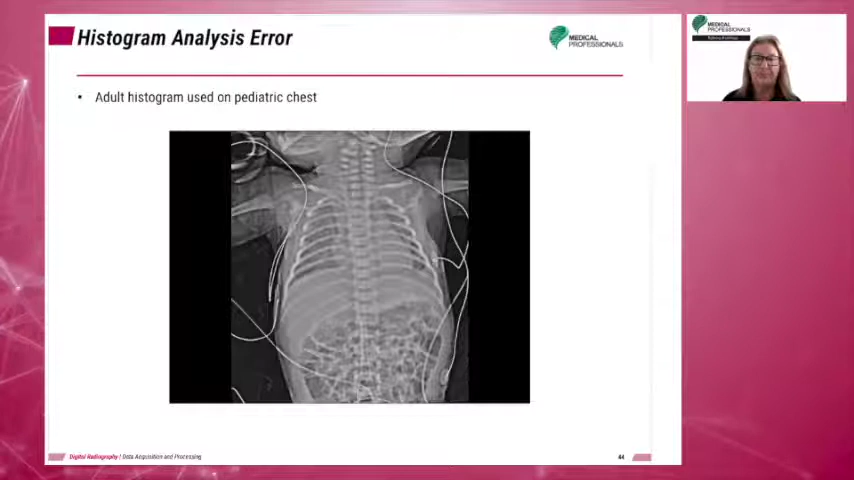 Histogram Analysis Error
MEDICAL
PROFESSIONALS
• Adult histogram used on pediatric chest
Digital Radiography | Data Acquisition and Processing
44
MEDICAL
PROFESSIONALS